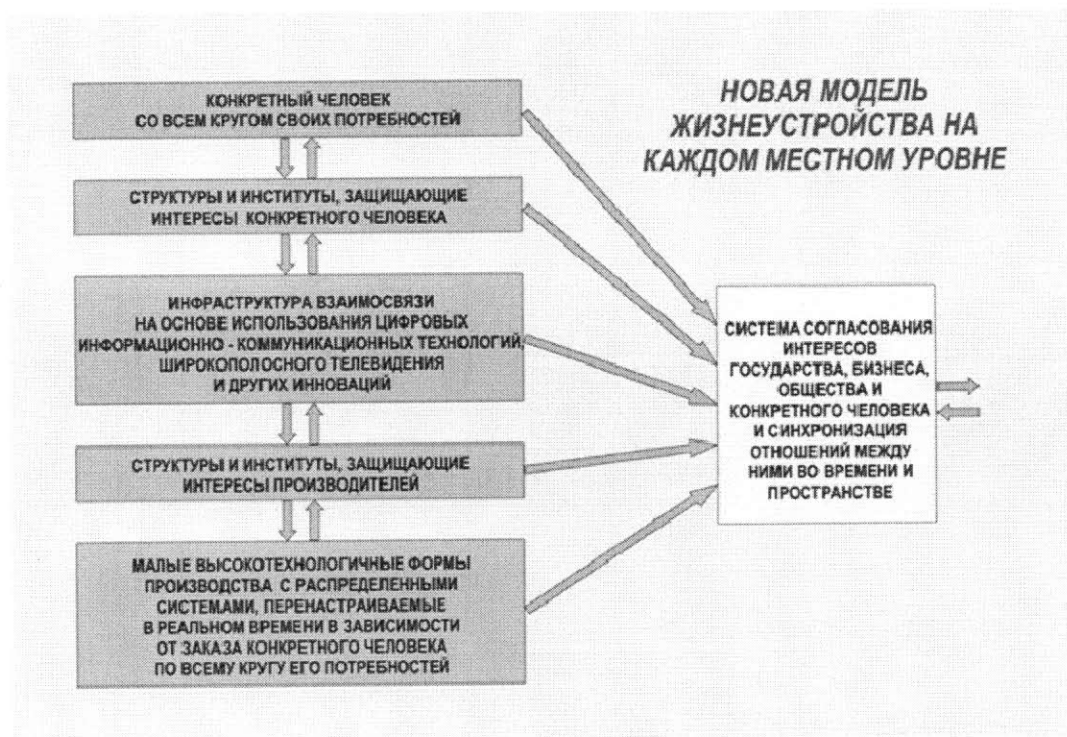 НОВАЯ МОДЕЛЬ
ЖИЗНЕУСТРОЙСТВА НА
КАЖДОМ МЕСТНОМ УРОВНЕ
КОНКРЕТНЫЙ ЧЕЛОВЕК
СО ВСЕМ КРУГОМ СВОИХ ПОТРЕБНОСТЕЙ
СТРУКТУРЫ И ИНСТИТУТЫ, ЗАЩИЩАЮЩИЕ
ИНТЕРЕСЫ КОНКРЕТНОГО ЧЕЛОВЕКА
ИНФРАСТРУКТУРА ВЗАИМОСВЯЗИ
НА ОСНОВЕ ИСПОЛЬЗОВАНИЯ ЦИФРОВЫХ
ИНФОРМАЦИОННО - КОММУНИКАЦИОННЫХ ТЕХНОЛОГИЙ,
ШИРОКОПОЛОСНОГО ТЕЛЕВИДЕНИЯ
И ДРУГИХ ИННОВАЦИЙ
СТРУКТУРЫ И ИНСТИТУТЫ, ЗАЩИЩАЮЩИЕ
ИНТЕРЕСЫ ПРОИЗВОДИТЕЛЕЙ
МАЛЫЕ ВЫСОКОТЕХНОЛОГИЧНЫЕ ФОРМЫ
ПРОИЗВОДСТВА С РАСПРЕДЕЛЕННЫМИ
СИСТЕМАМИ, ПЕРЕНАСТРАИВАЕМЫЕ
В РЕАЛЬНОМ ВРЕМЕНИ В ЗАВИСИМОСТИ
ОТ ЗАКАЗА КОНКРЕТНОГО ЧЕЛОВЕКА
ПО ВСЕМУ КРУГУ ЕГО ПОТРЕБНОСТЕЙ
СИСТЕМА СОГЛАСОВАНИЯ
ИНТЕРЕСОВ
ГОСУДАРСТВА, БИЗНЕСА,
ОБЩЕСТВА И
КОНКРЕТНОГО ЧЕЛОВЕКА
И СИНХРОНИЗАЦИЯ
ОТНОШЕНИЙ МЕЖДУ
НИМИ ВО ВРЕМЕНИ И
ПРОСТРАНСТВЕ